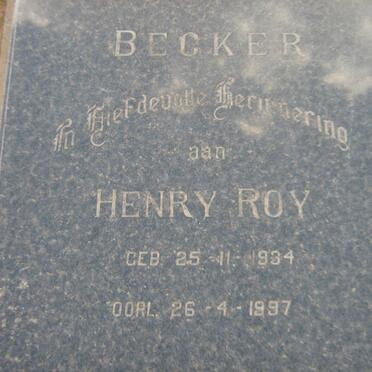 BECKER
In Liefdevolle Herinnering
aan
HENRY ROY
GEB. 25-11-1934
OORL. 26-4-1997